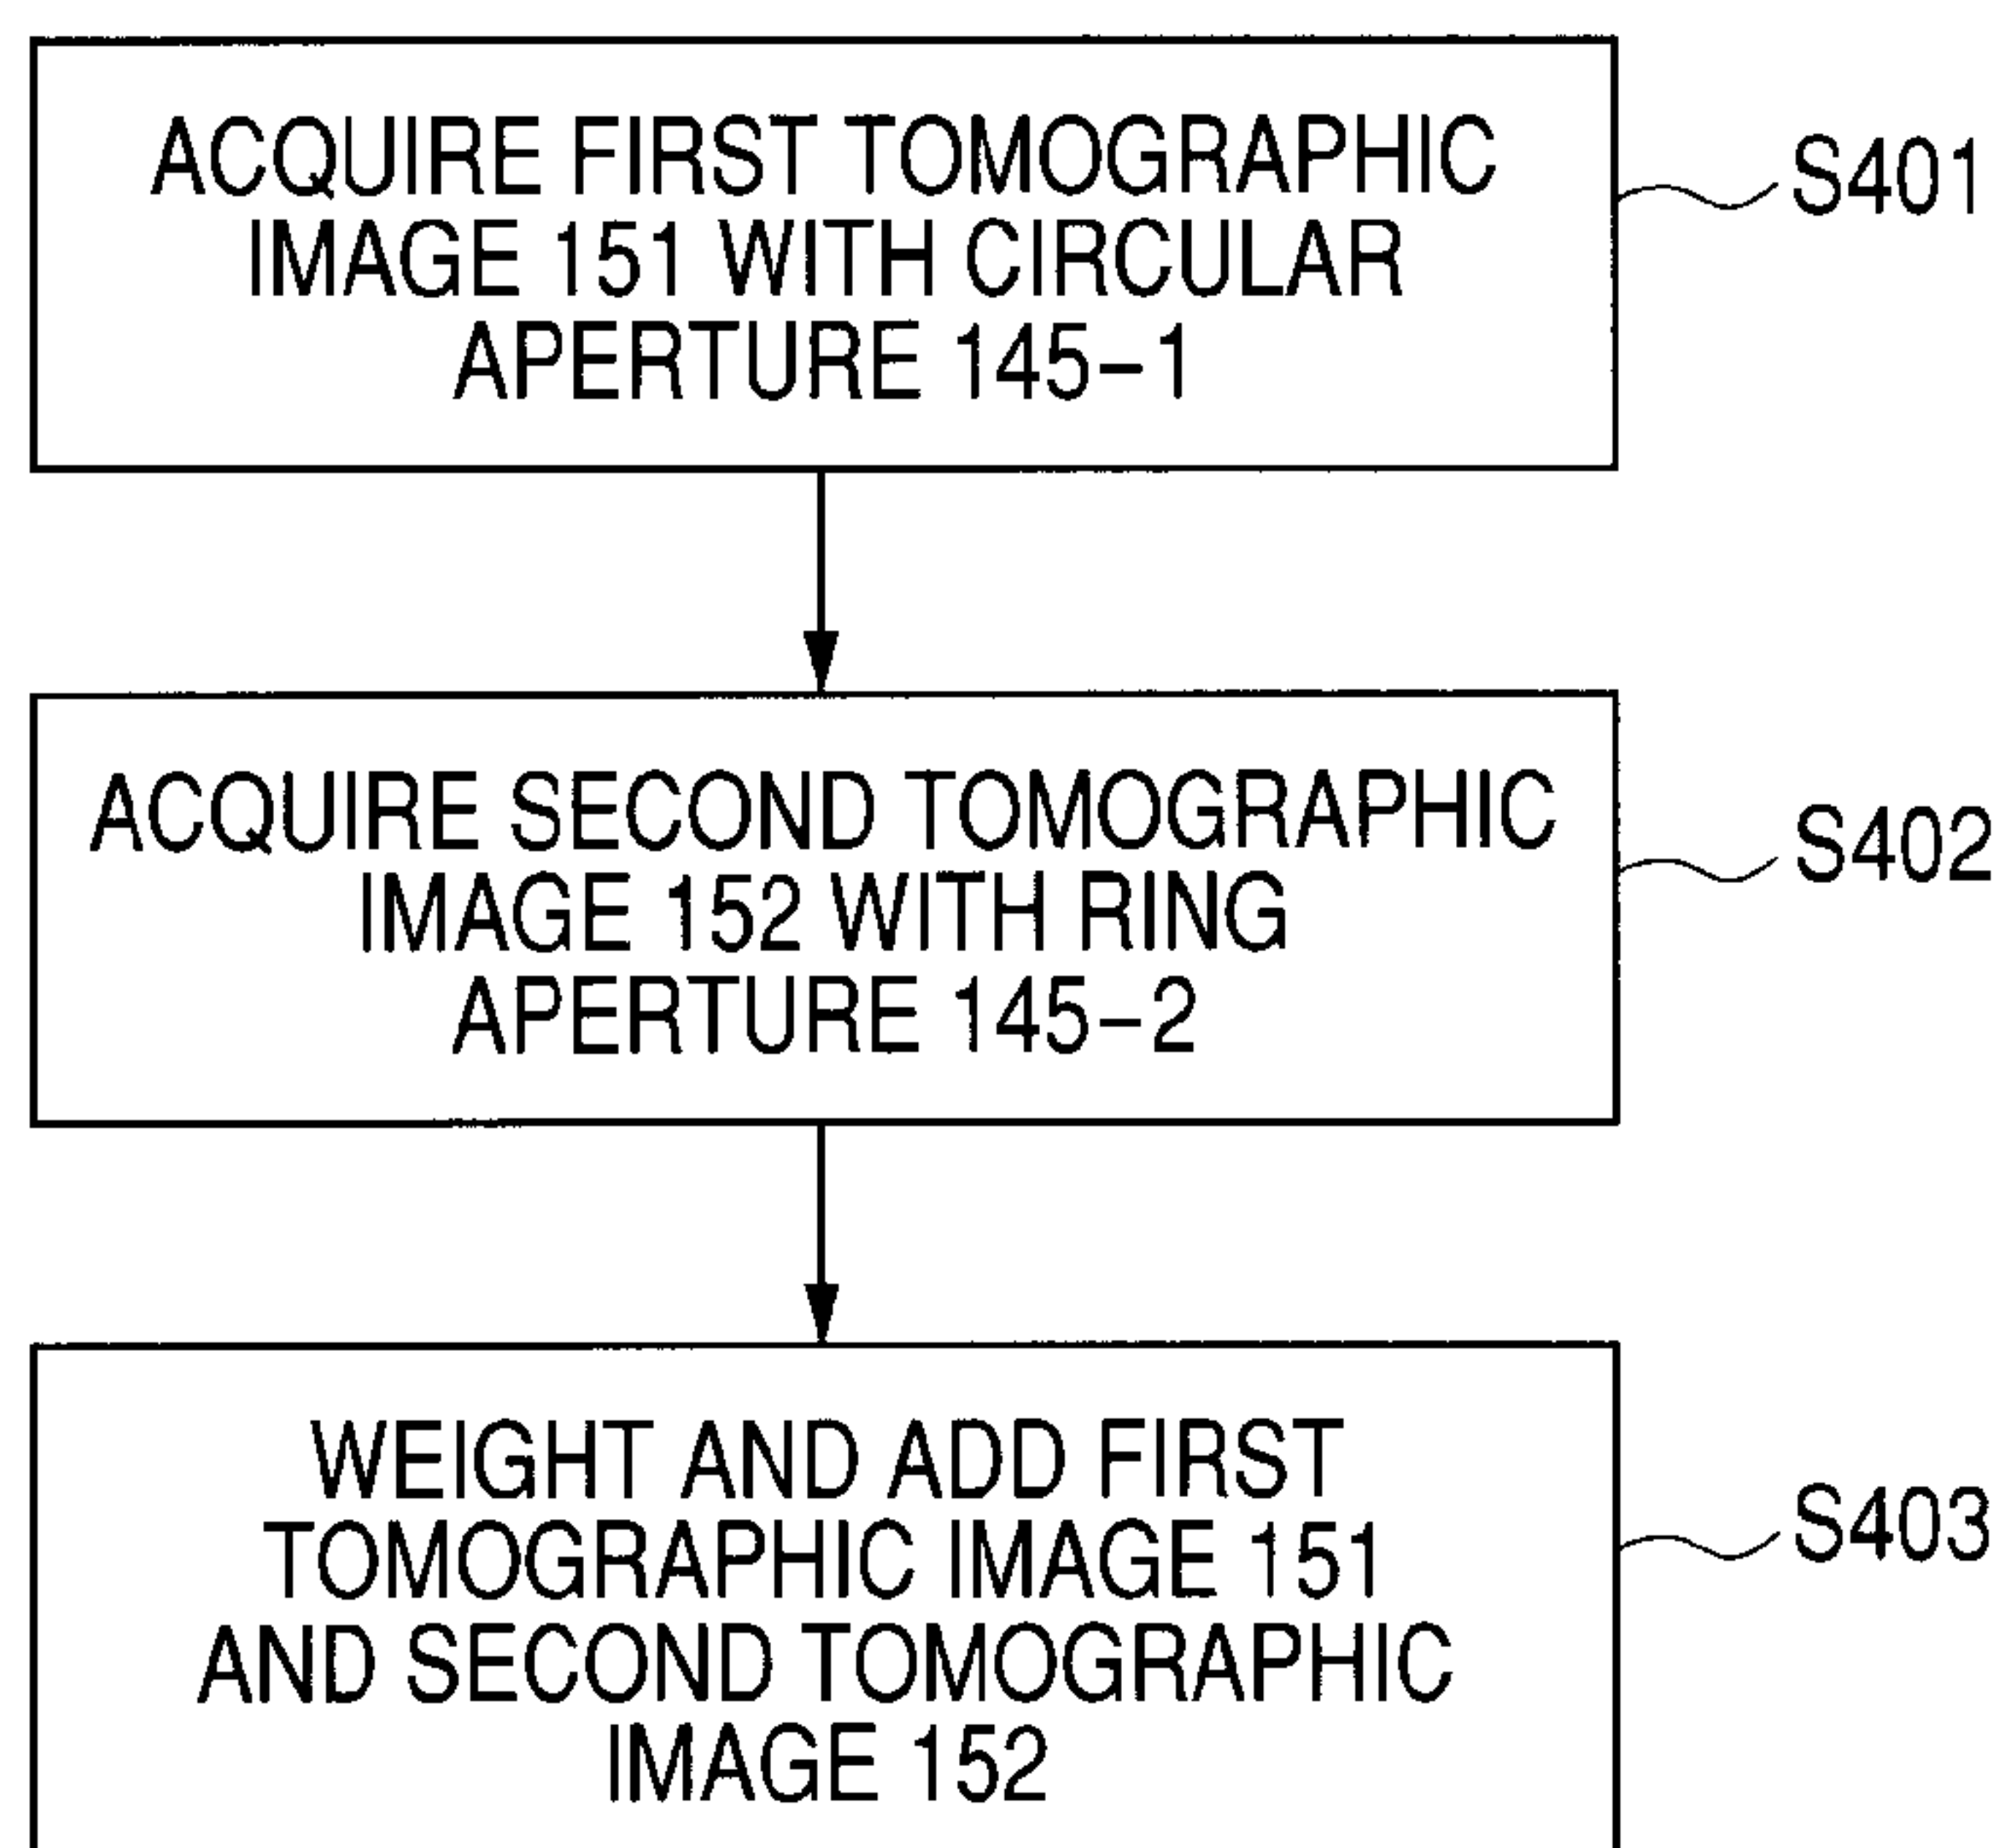 ACQUIRE FIRST TOMOGRAPHIC
IMAGE 151 WITH CIRCULAR
APERTURE 145-1
S401
ACQUIRE SECOND TOMOGRAPHIC
IMAGE 152 WITH RING
APERTURE 145-2
S402
WEIGHT AND ADD FIRST
TOMOGRAPHIC IMAGE 151
AND SECOND TOMOGRAPHIC
IMAGE 152
S403